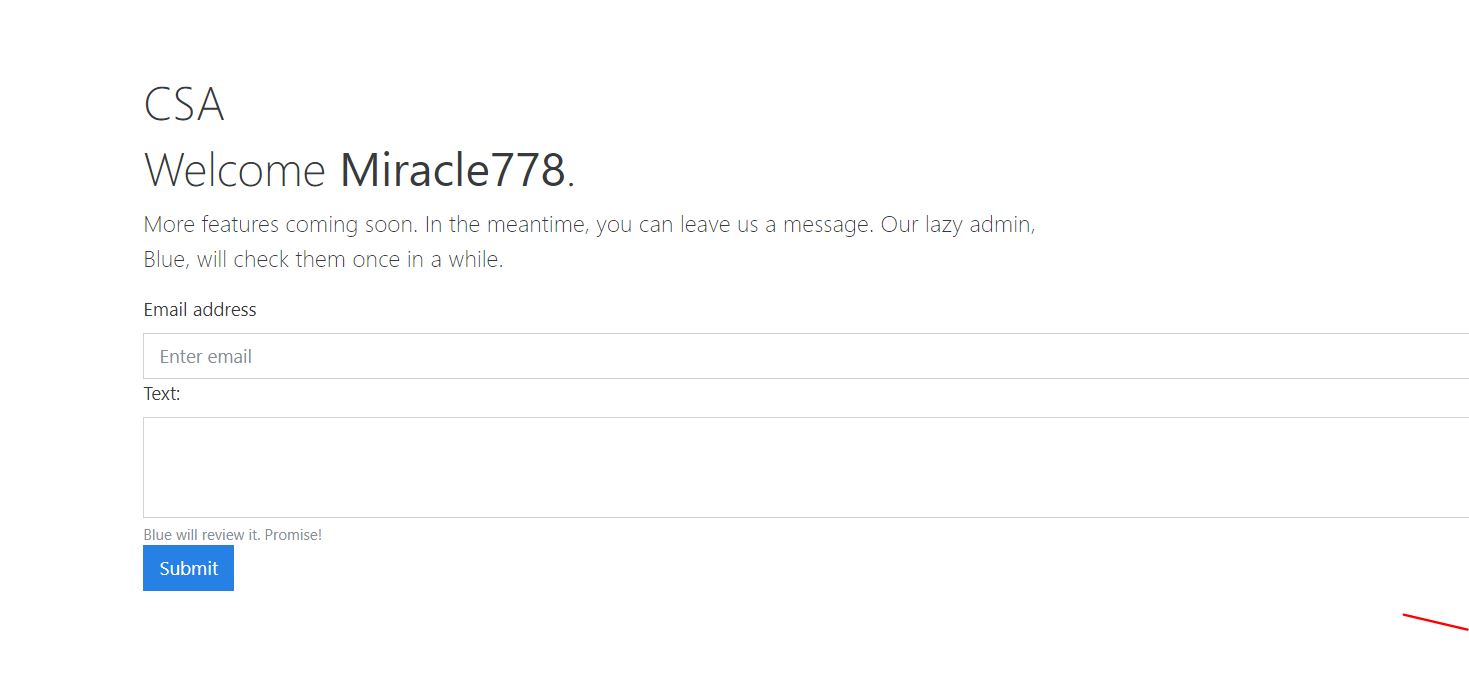 CSA
Welcome Miracle778.
More features coming soon. In the meantime, you can leave us a message. Our lazy admin,
Blue, will check them once in a while.
Email address
Enter email
Text:
Blue will review it. Promise!
Submit